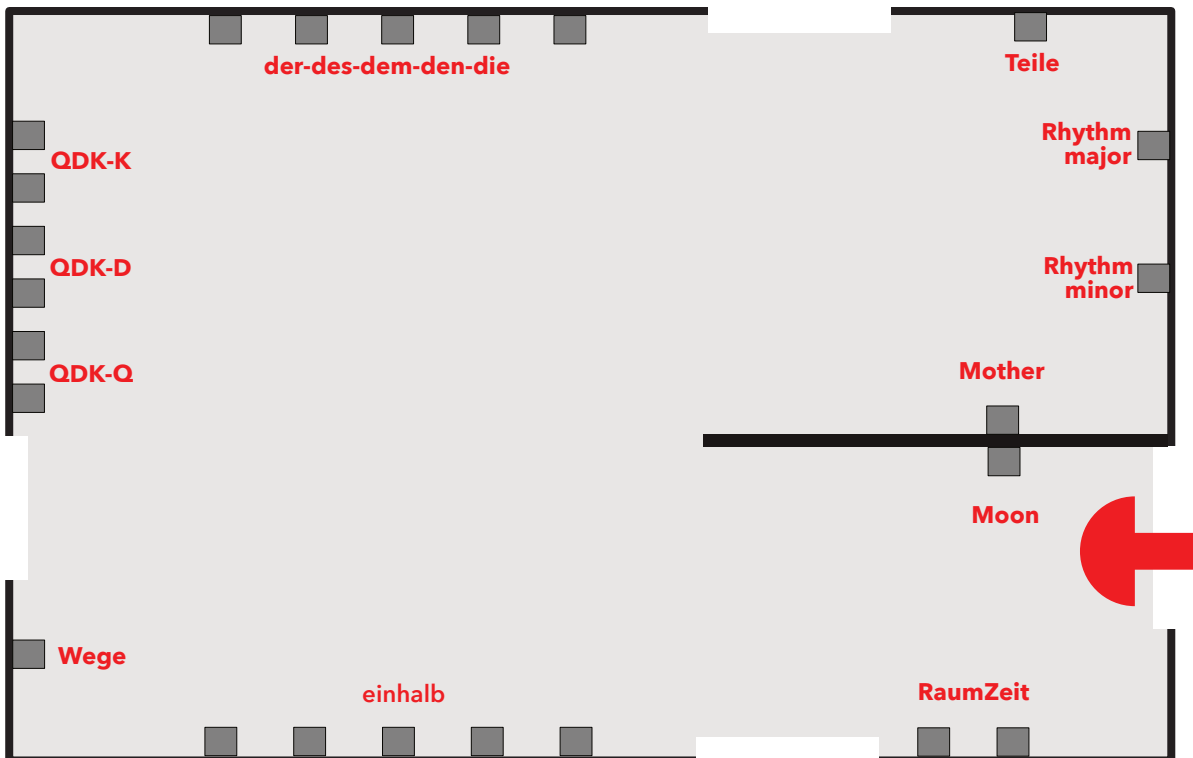 der-des-dem-den-die
Teile
Rhythm
major
QDK-K
Rhythm
minor
QDK-D
Mother
QDK-Q
Moon
Wege
einhalb
RaumZeit